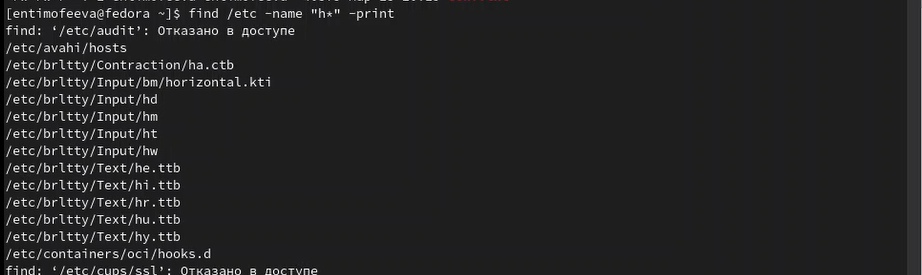 [entimofeeva@fedora ~]$ find /etc -name "h*" -print
find: ‘/etc/audit’: Отказано в доступе
/etc/avahi/hosts
/etc/brltty/Contraction/ha.ctb
/etc/brltty/Input/bm/horizontal.kti
/etc/brltty/Input/hd
/etc/brltty/Input/hm
/etc/brltty/Input/ht
/etc/brltty/Input/hw
/etc/brltty/Text/he.ttb
/etc/brltty/Text/hi.ttb
/etc/brltty/Text/hr.ttb
/etc/brltty/Text/hu.ttb
/etc/brltty/Text/hy.ttb
/etc/containers/oci/hooks.d
find: ‘/etc/cups/ssl’: Отказано в доступе